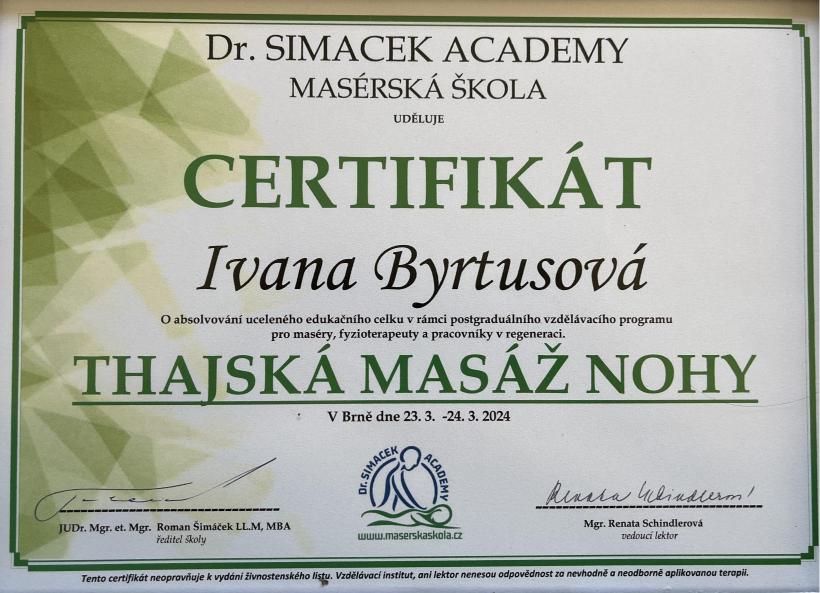 Dr. SIMACEK ACADEMY
MASÉRSKÁ ŠKOLA
UDĚLUJE
CERTIFIKÁT
Ivana Byrtusová
O absolvování uceleného edukačního celku v rámci postgraduálního vzdělávacího programu
pro maséry, fyzioterapeuty a pracovníky v regeneraci.
THAJSKÁ MASÁŽ NOHY
V Brně dne 23. 3. -24. 3. 2024
Dr. SIMACEK ACADEMY
www.maserskaskola.cz
Renata Schindlerová
JUDr. Mgr. et. Mgr. Roman Šimáček LL.M, MBA
ředitel školy
Mgr. Renata Schindlerová
vedoucí lektor
Tento certifikát neopravňuje k vydání živnostenského listu. Vzdělávací institut, ani lektor nenesou odpovědnost za nevhodně a neodborně aplikovanou terapii.